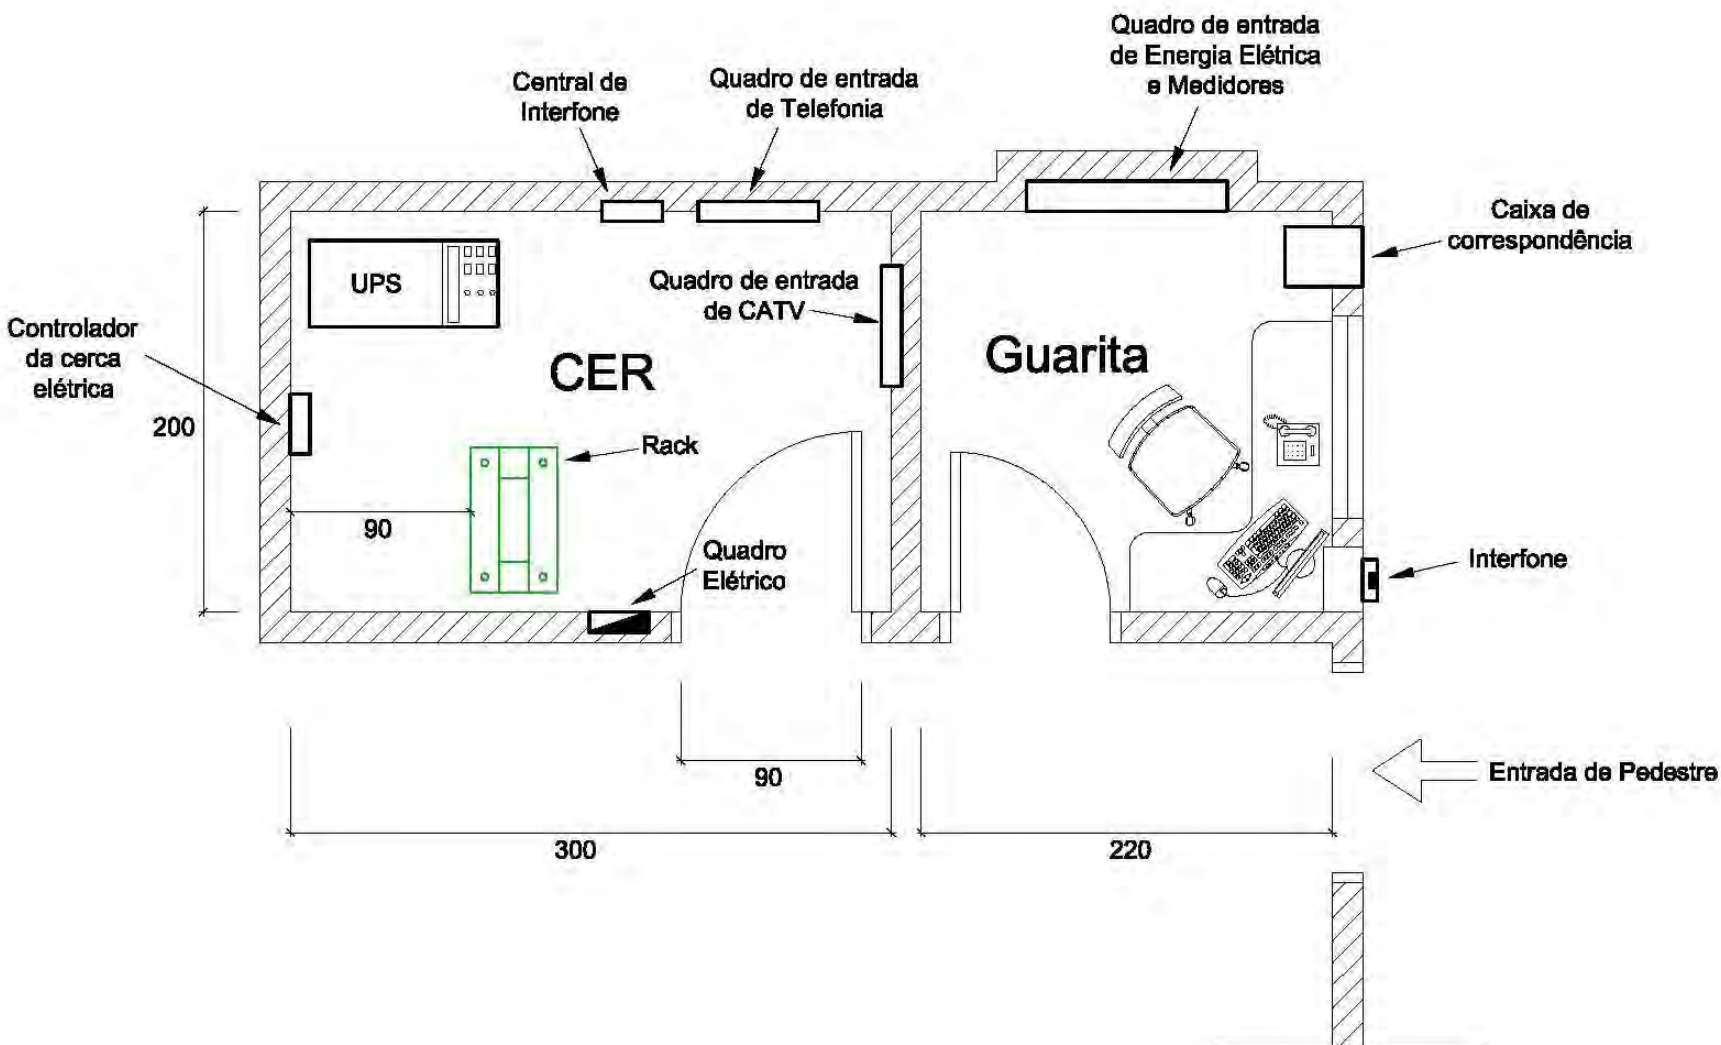 Quadro de entrada
de Energia Elétrica
e Medidores
Central de
Interfone
Quadro de entrada
de Telefonia
Caixa de
correspondência
UPS
Quadro de entrada
de CATV
Controlador
da cerca
elétrica
CER
Guarita
200
Rack
90
Quadro
Elétrico
Interfone
90
Entrada de Pedestre
300
220